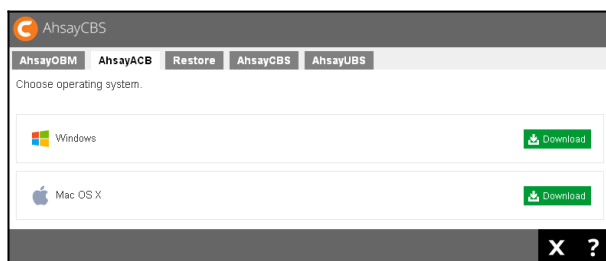 AhsayCBS
AhsayOBM AhsayACB Restore AhsayCBS AhsayUBS
Choose operating system.
Windows Download
Mac OS X Download
X ?